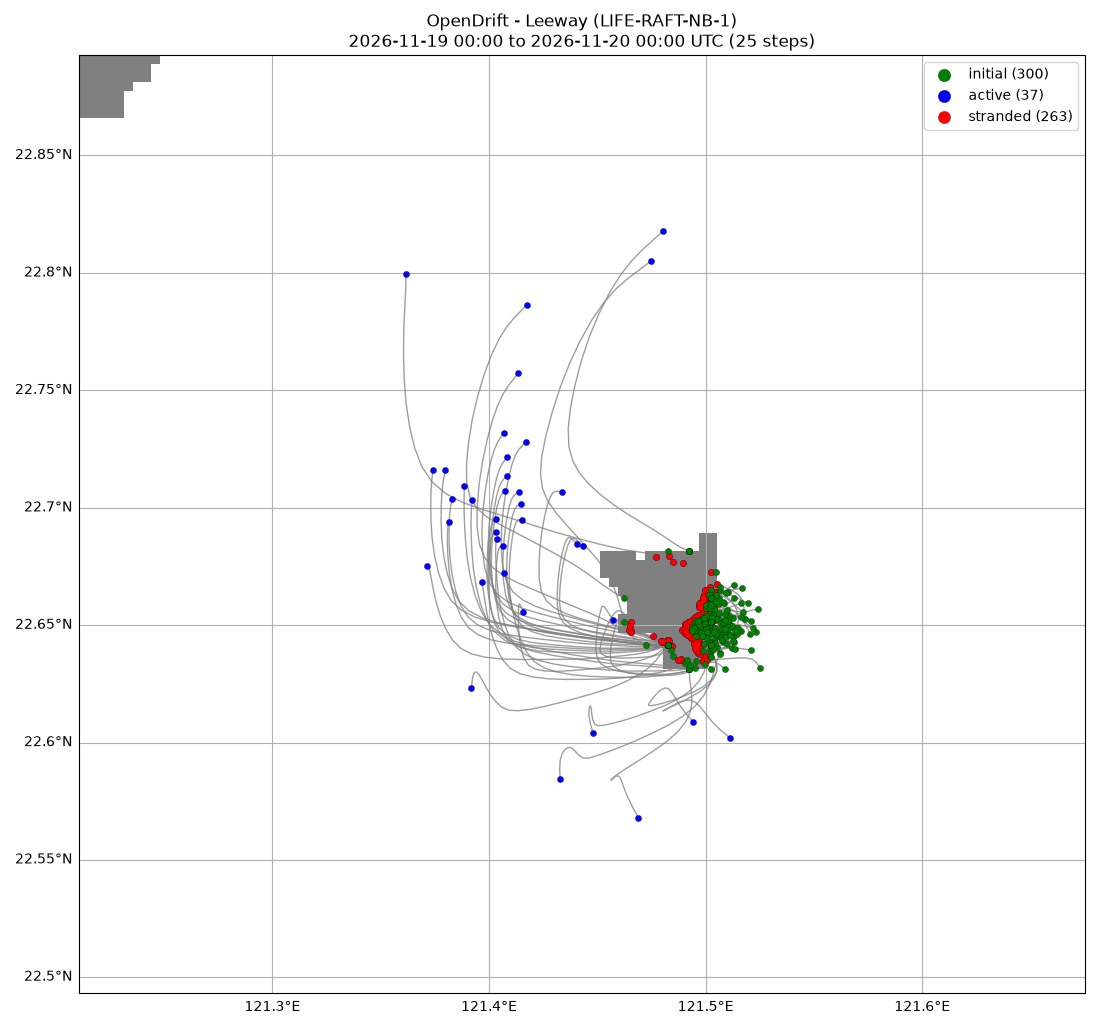 OpenDrift - Leeway (LIFE-RAFT-NB-1)
2026-11-19 00:00 to 2026-11-20 00:00 UTC (25 steps)
initial (300)
active (37)
stranded (263)
22.85°N
22.8°N
22.75°N
22.7°N
22.65°N
22.6°N
22.55°N
22.5°N
121.3°E 121.4°E 121.5°E 121.6°E